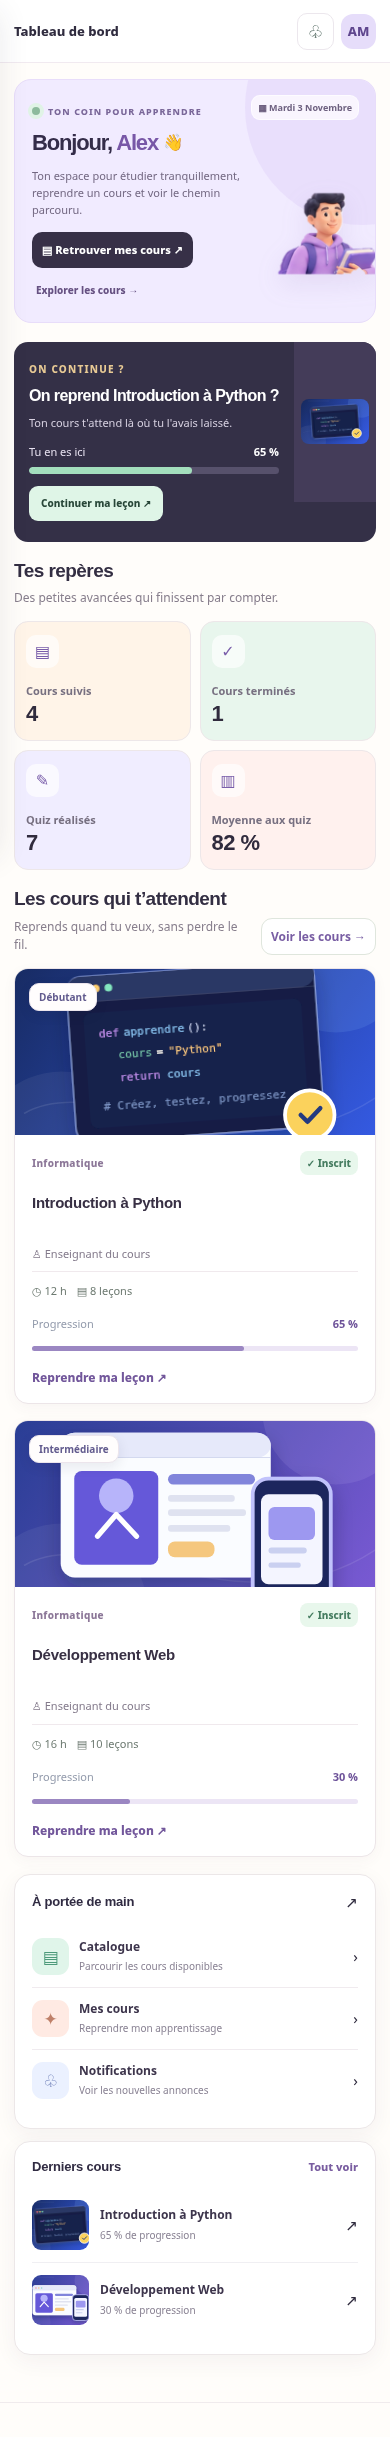 Tableau de bord
AM
TON COIN POUR APPRENDRE
Mardi 3 Novembre
Bonjour, Alex 👋
Ton espace pour étudier tranquillement,
reprendre un cours et voir le chemin
parcouru.
Retrouver mes cours ↗
Explorer les cours →
ON CONTINUE ?
On reprend Introduction à Python ?
Ton cours t'attend là où tu l'avais laissé.
Tu en es ici 65 %
Continuer ma leçon ↗
Tes repères
Des petites avancées qui finissent par compter.
Cours suivis
4
Cours terminés
1
Quiz réalisés
7
Moyenne aux quiz
82 %
Les cours qui l’attendent
Reprends quand tu veux, sans perdre le
fil.
Voir les cours →
Débutant
def apprendre():
cours = "Python"
return cours
# Créez, testez, progressez
Informatique
✓ Inscrit
Introduction à Python
Enseignant du cours
12 h 8 leçons
Progression 65 %
Reprendre ma leçon ↗
Intermédiaire
Informatique
✓ Inscrit
Développement Web
Enseignant du cours
16 h 10 leçons
Progression 30 %
Reprendre ma leçon ↗
À portée de main ↗
Catalogue
Parcourir les cours disponibles
›
Mes cours
Reprendre mon apprentissage
›
Notifications
Voir les nouvelles annonces
›
Derniers cours
Tout voir
Introduction à Python
65 % de progression
↗
Développement Web
30 % de progression
↗